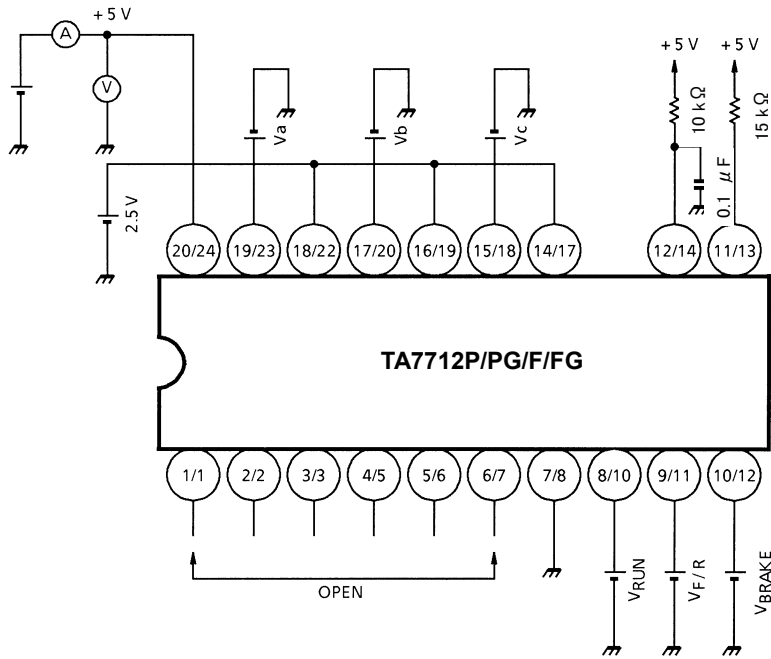 +5 V
A
V
2.5 V
Va
Vb
Vc
+5 V
+5 V
10 kΩ
15 kΩ
0.1 μF
20/24
19/23
18/22
17/20
16/19
15/18
14/17
12/14
11/13
TA7712P/PG/F/FG
1/1
2/2
3/3
4/5
5/6
6/7
7/8
8/10
9/11
10/12
OPEN
VRUN
VF/R
VBRAKE